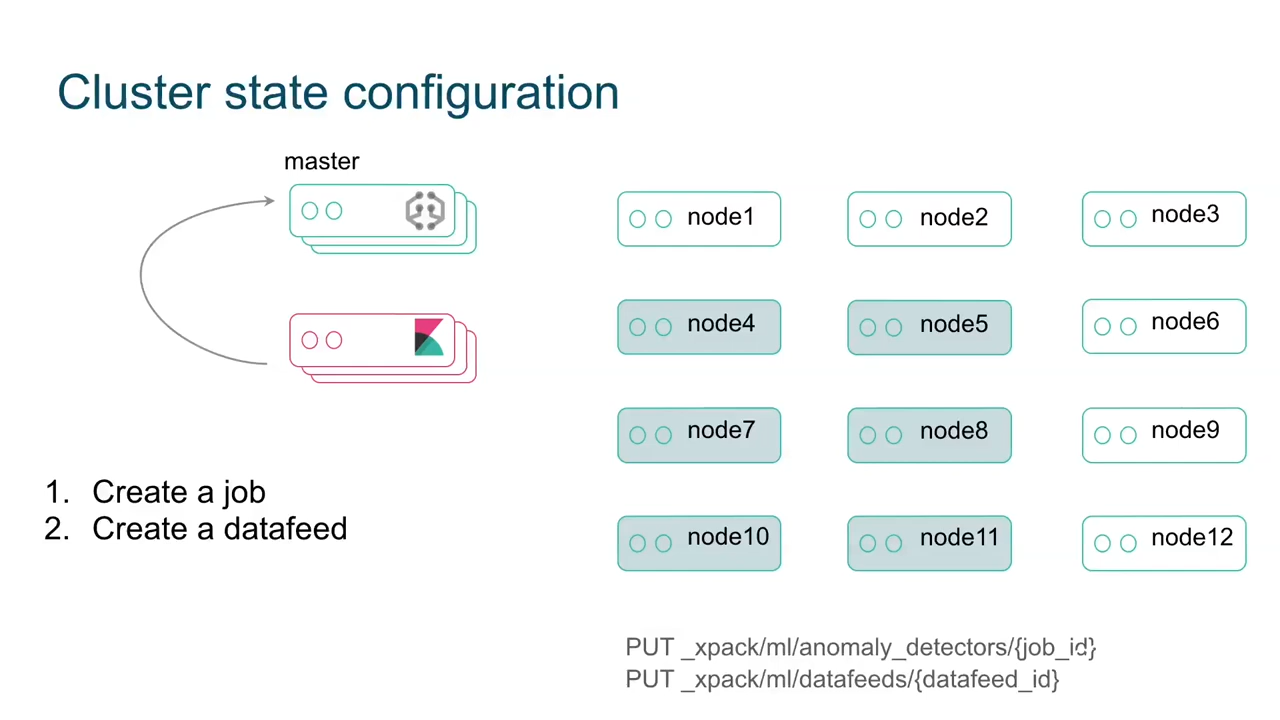 Cluster state configuration
master
node1
node2
node3
node4
node5
node6
node7
node8
node9
1. Create a job
2. Create a datafeed
node10
node11
node12
PUT _xpack/ml/anomaly_detectors/{job_id}
PUT _xpack/ml/datafeeds/{datafeed_id}